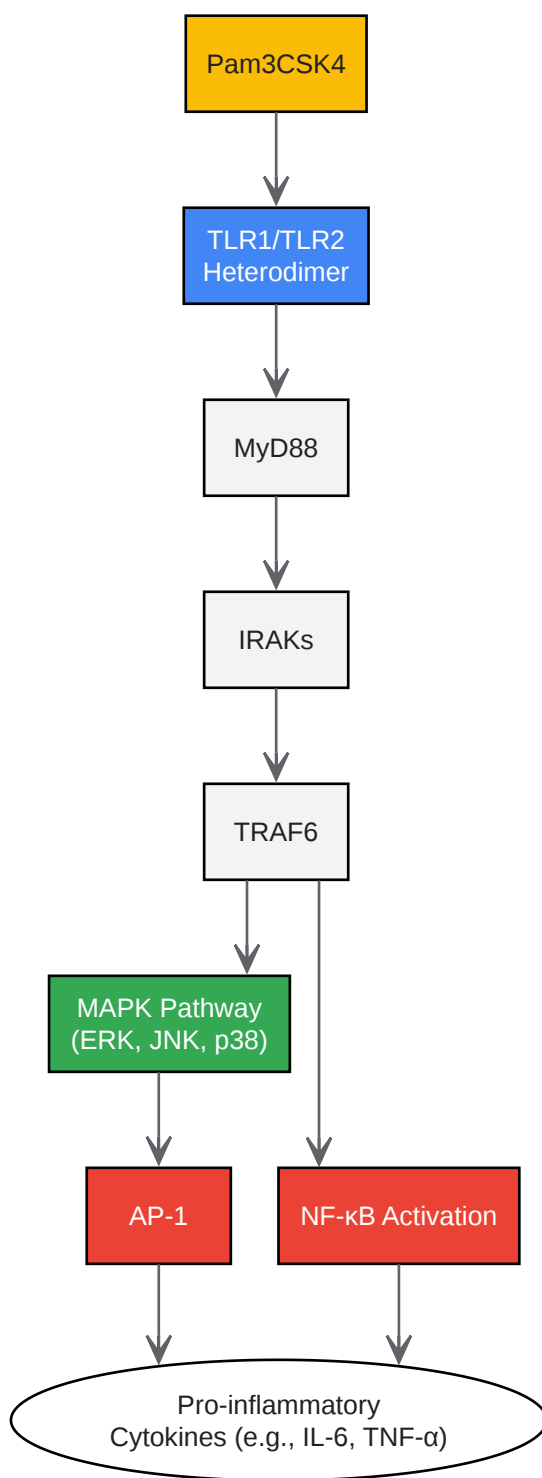 Pam3CSK4
TLR1/TLR2
Heterodimer
MyD88
IRAKs
TRAF6
MAPK Pathway
(ERK, JNK, p38)
AP-1
NF-κB Activation
Pro-inflammatory
Cytokines (e.g., IL-6, TNF-α)